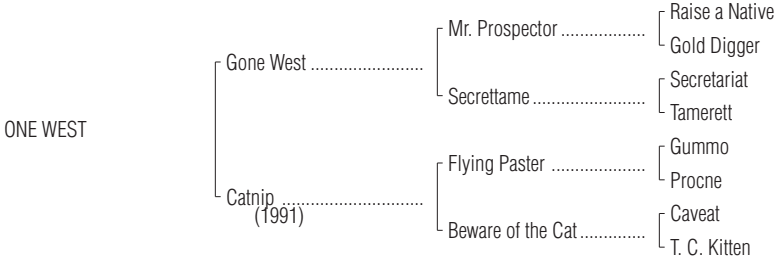 Raise a Native
Mr. Prospector ...................
Gold Digger
Gone West .........................
Secretariat
Secrettame .........................
Tamerett
ONE WEST
Gummo
Flying Paster .....................
Procne
Catnip ...............................
(1991)
Caveat
Beware of the Cat ..............
T. C. Kitten